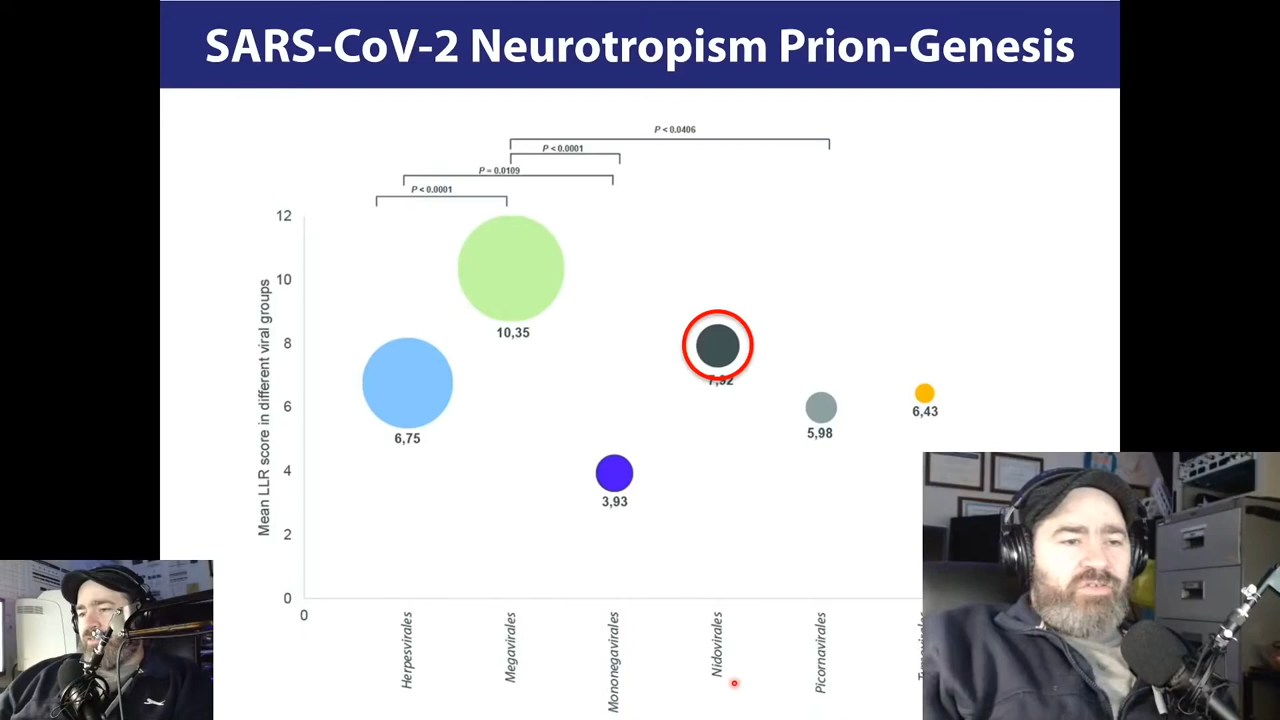 SARS-CoV-2 Neurotropism Prion-Genesis
P < 0.0406
P < 0.0001
P = 0.0109
P < 0.0001
Mean LLR score in different viral groups
12
10
8
6
4
2
0
10,35
7,92
6,75
6,43
5,98
3,93
0
Herpesvirales
Megavirales
Mononegavirales
Nidovirales
Picornavirales